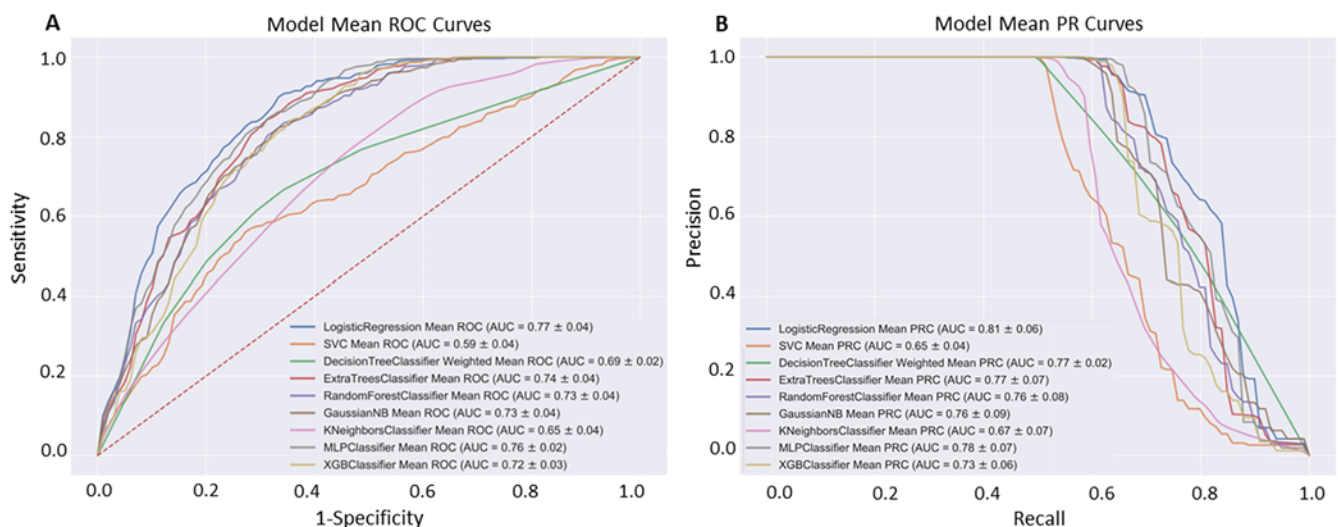 A
Model Mean ROC Curves
1.0
0.8
0.6
0.4
0.2
0.0
Sensitivity
LogisticRegression Mean ROC (AUC = 0.77 ± 0.04)
SVC Mean ROC (AUC = 0.59 ± 0.04)
DecisionTreeClassifier Weighted Mean ROC (AUC = 0.69 ± 0.02)
ExtraTreesClassifier Mean ROC (AUC = 0.74 ± 0.04)
RandomForestClassifier Mean ROC (AUC = 0.73 ± 0.04)
GaussianNB Mean ROC (AUC = 0.73 ± 0.04)
KNeighborsClassifier Mean ROC (AUC = 0.65 ± 0.04)
MLPClassifier Mean ROC (AUC = 0.76 ± 0.02)
XGBClassifier Mean ROC (AUC = 0.72 ± 0.03)
0.0 0.2 0.4 0.6 0.8 1.0
1-Specificity
B
Model Mean PR Curves
1.0
0.8
0.6
0.4
0.2
0.0
Precision
LogisticRegression Mean PRC (AUC = 0.81 ± 0.06)
SVC Mean PRC (AUC = 0.65 ± 0.04)
DecisionTreeClassifier Weighted Mean PRC (AUC = 0.77 ± 0.02)
ExtraTreesClassifier Mean PRC (AUC = 0.77 ± 0.07)
RandomForestClassifier Mean PRC (AUC = 0.76 ± 0.08)
GaussianNB Mean PRC (AUC = 0.76 ± 0.09)
KNeighborsClassifier Mean PRC (AUC = 0.67 ± 0.07)
MLPClassifier Mean PRC (AUC = 0.78 ± 0.07)
XGBClassifier Mean PRC (AUC = 0.73 ± 0.06)
0.0 0.2 0.4 0.6 0.8 1.0
Recall